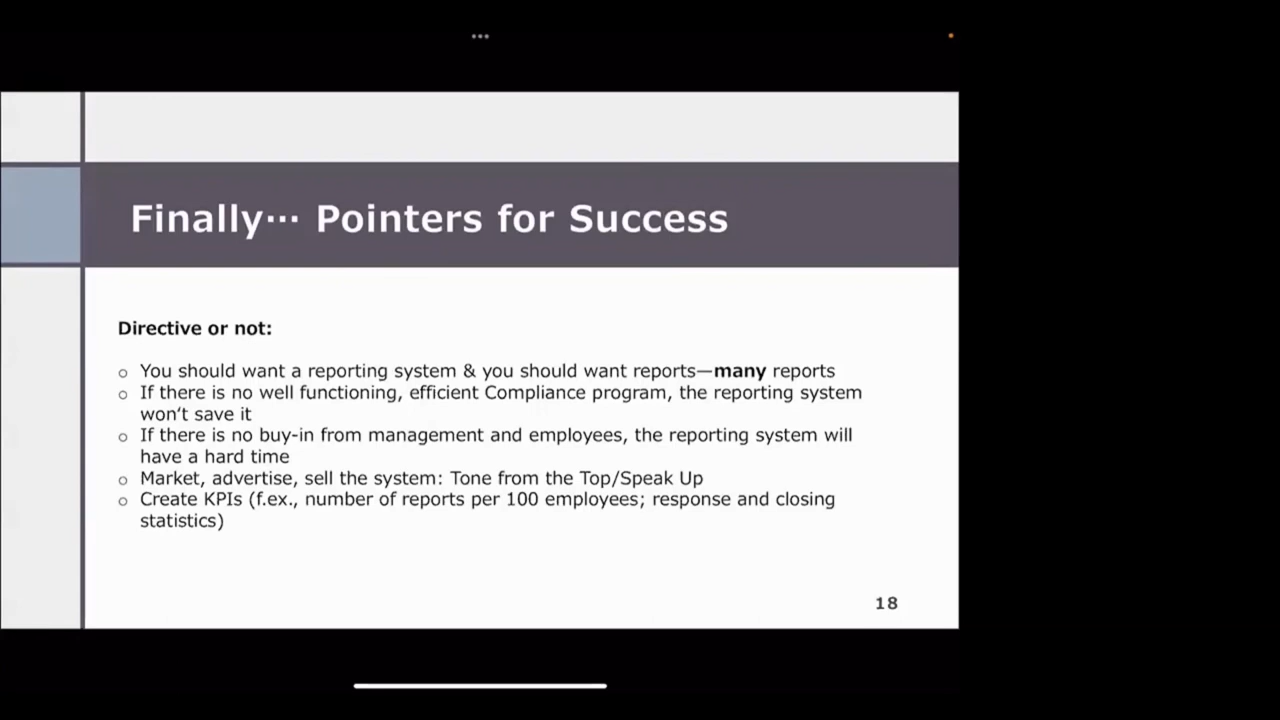 Finally… Pointers for Success
Directive or not:
o You should want a reporting system & you should want reports—many reports
o If there is no well functioning, efficient Compliance program, the reporting system
won't save it
o If there is no buy-in from management and employees, the reporting system will
have a hard time
o Market, advertise, sell the system: Tone from the Top/Speak Up
o Create KPIs (f.ex., number of reports per 100 employees; response and closing
statistics)
18